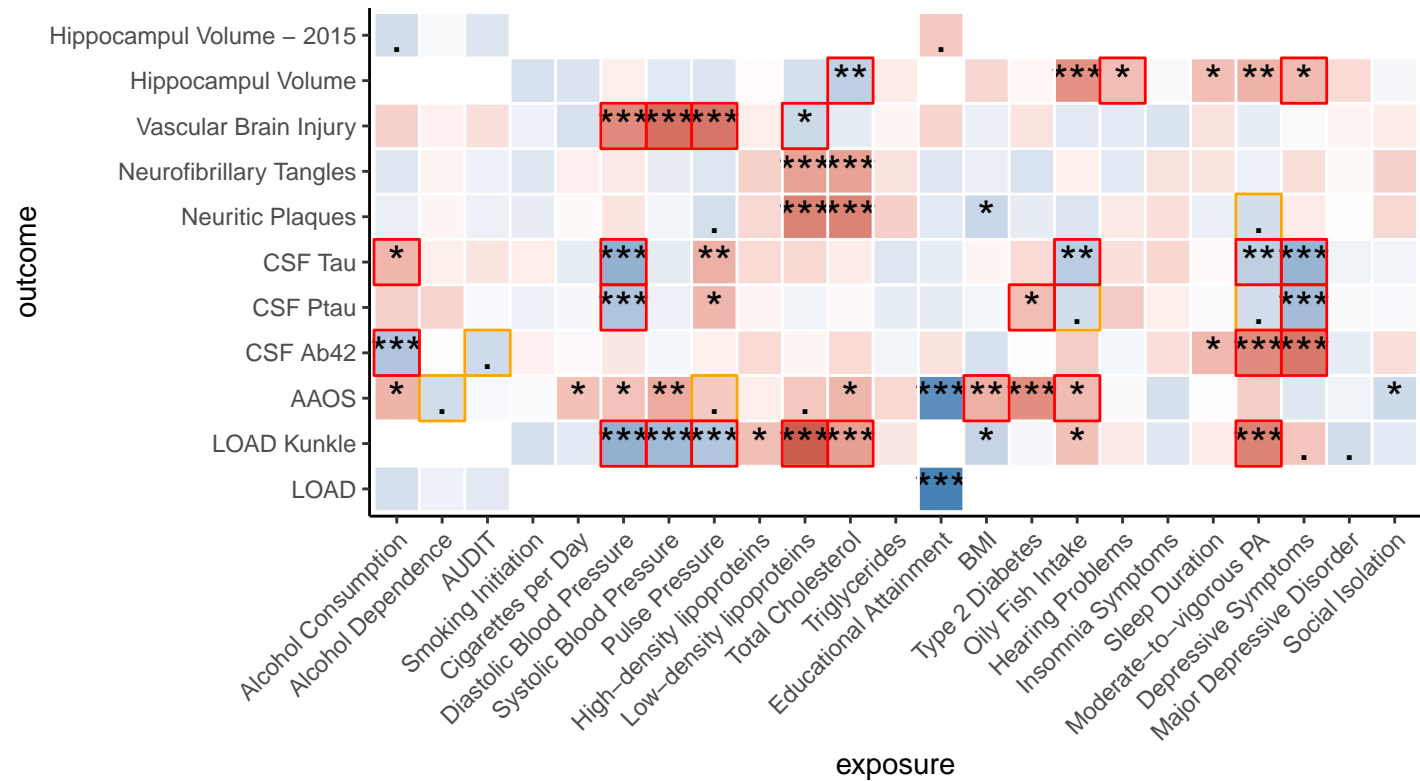 Hippocampul Volume – 2015 . .
Hippocampul Volume ** *** * * ** *
Vascular Brain Injury *** *** *** *
Neurofibrillary Tangles *** ***
Neuritic Plaques . *** *** * .
CSF Tau * *** ** ** ** ***
CSF Ptau *** * * . . ***
CSF Ab42 *** . * *** ***
AAOS * . * * ** . . * *** ** *** * *
LOAD Kunkle *** *** *** * *** *** * * *** . .
LOAD ***
outcome
Alcohol Consumption
Alcohol Dependence
AUDIT
Smoking Initiation
Cigarettes per Day
Diastolic Blood Pressure
Systolic Blood Pressure
Pulse Pressure
High–density lipoproteins
Low–density lipoproteins
Total Cholesterol
Triglycerides
Educational Attainment
BMI
Type 2 Diabetes
Oily Fish Intake
Hearing Problems
Insomnia Symptoms
Sleep Duration
Moderate–to–vigorous PA
Depressive Symptoms
Major Depressive Disorder
Social Isolation
exposure